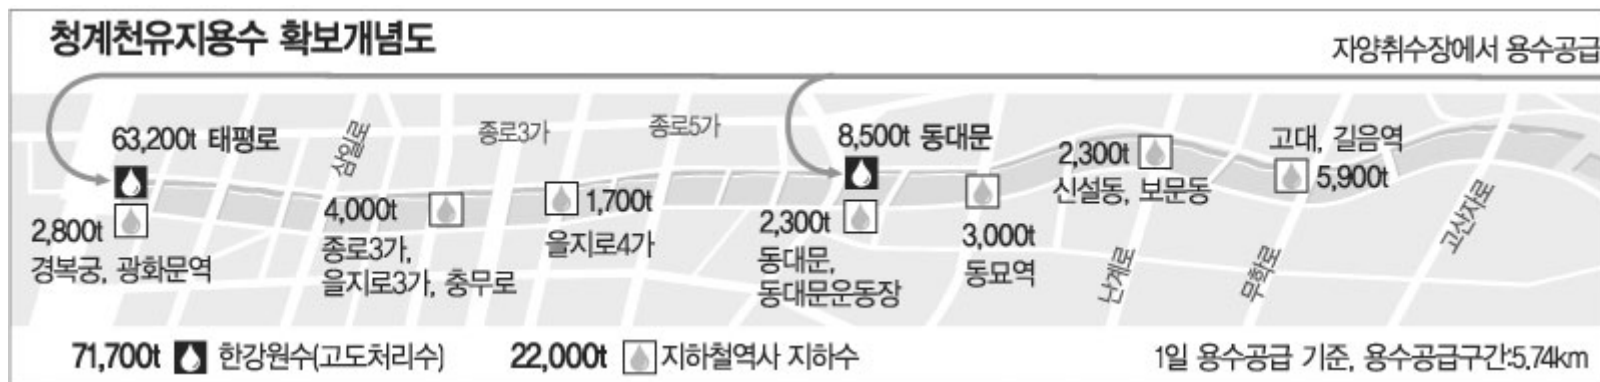 청계천유지용수 확보개념도
자양취수장에서 용수공급
63,200t 태평로
삼일로
종로3가
종로5가
8,500t 동대문
2,300t
신설동, 보문동
고대, 길음역
5,900t
2,800t
경복궁, 광화문역
4,000t
종로3가,
을지로3가, 충무로
1,700t
을지로4가
2,300t
동대문,
동대문운동장
3,000t
동묘역
난계로
무학로
고산자로
71,700t 한강원수(고도처리수)
22,000t 지하철역사 지하수
1일 용수공급 기준, 용수공급구간:5.74km